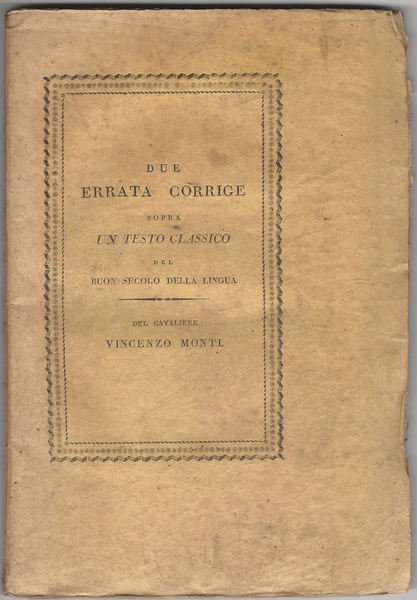 DUE
ERRATA CORRIGE
SOPRA
UN TESTO CLASSICO
DEL
BUON SECOLO DELLA LINGUA
DEL CAVALIERE
VINCENZO MONTI.